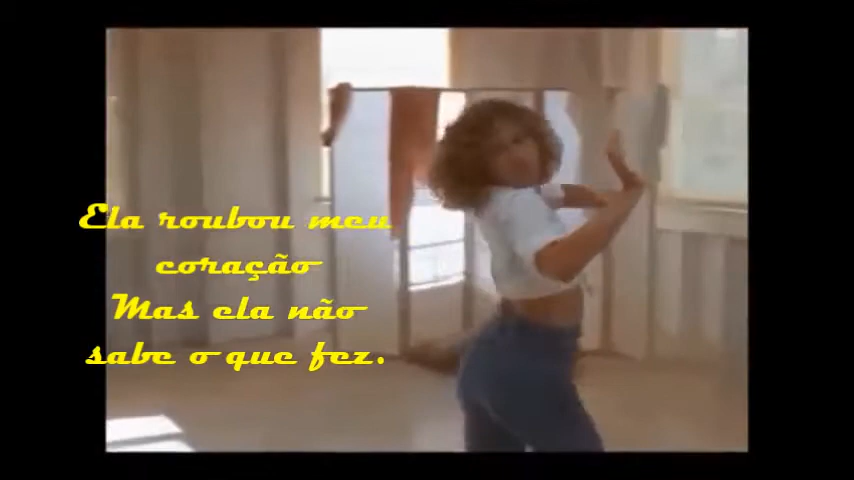 Ela roubou meu
coração
Mas ela não
sabe o que fez.